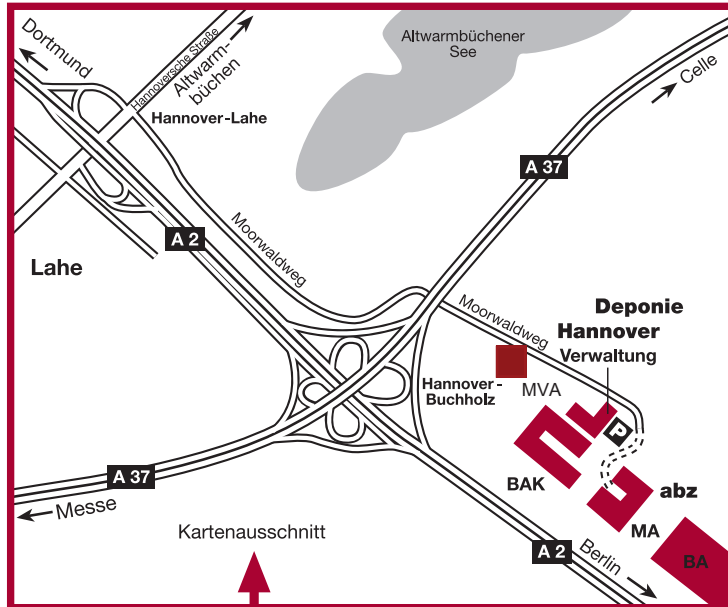 Dortmund
Hannoversche Straße
Altwarm-
büchen
Altwarmbüchener
See
Celle
Hannover-Lahe
A 37
A 2
Moorwaldweg
Lahe
Moorwaldweg
Deponie
Hannover
Verwaltung
Hannover-
Buchholz
MVA
P
A 37
Messe
BAK
abz
MA
Kartenausschnitt
A 2
Berlin
BA